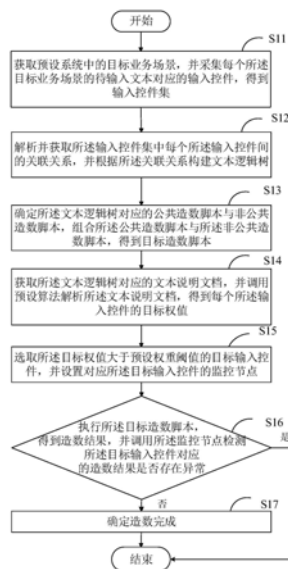 开始
S11
获取预设系统中的目标业务场景，并采集每个所述
目标业务场景的待输入文本对应的输入控件，得到
输入控件集
S12
解析并获取所述输入控件集中每个所述输入控件间
的关联关系，并根据所述关联关系构建文本逻辑树
S13
确定所述文本逻辑树对应的公共造数脚本与非公共
造数脚本，组合所述公共造数脚本与所述非公共造
数脚本，得到目标造数脚本
S14
获取所述文本逻辑树对应的文本说明文档，并调用
预设算法解析所述文本说明文档，得到每个所述输
入控件的目标权值
S15
选取所述目标权值大于预设权重阈值的目标输入控
件，并设置对应所述目标输入控件的监控节点
S16
执行所述目标造数脚本，
得到造数结果，并调用所述监控节点检测
所述目标输入控件对应
的造数结果是否存在异常
是
否
S17
确定造数完成
结束